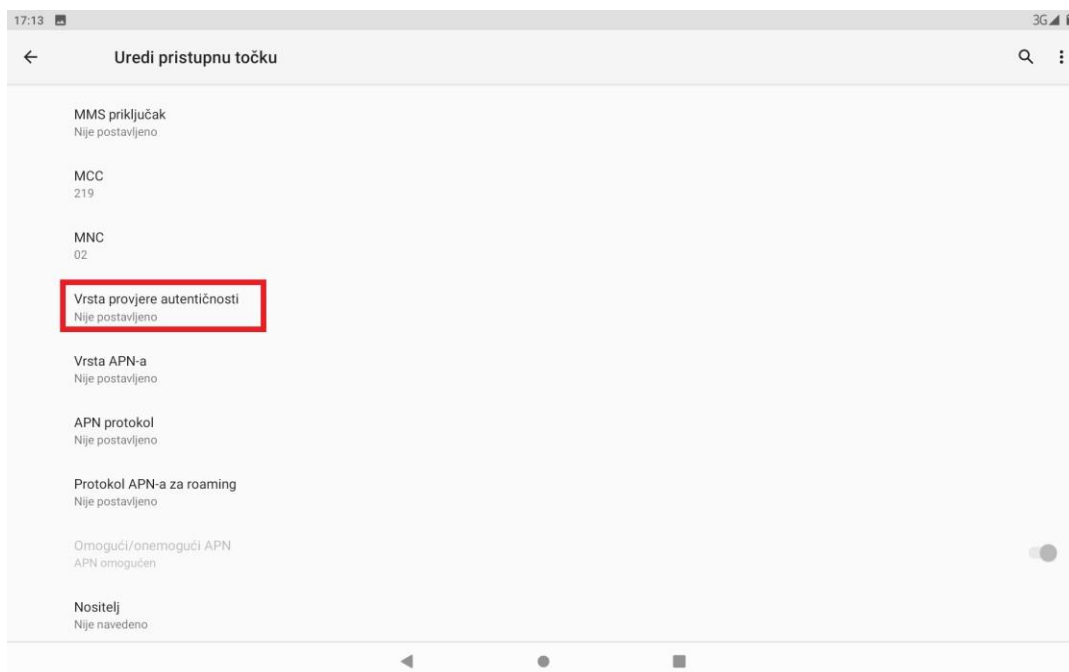 17:13
3G
Uredi pristupnu točku
MMS priključak
Nije postavljeno
MCC
219
MNC
02
Vrsta provjere autentičnosti
Nije postavljeno
Vrsta APN-a
Nije postavljeno
APN protokol
Nije postavljeno
Protokol APN-a za roaming
Nije postavljeno
Omogući/onemogući APN
APN omogućen
Nositelj
Nije navedeno